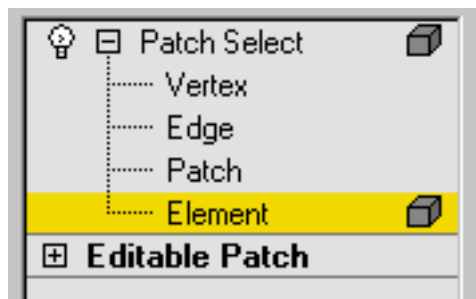 Patch Select
Vertex
Edge
Patch
Element
Editable Patch